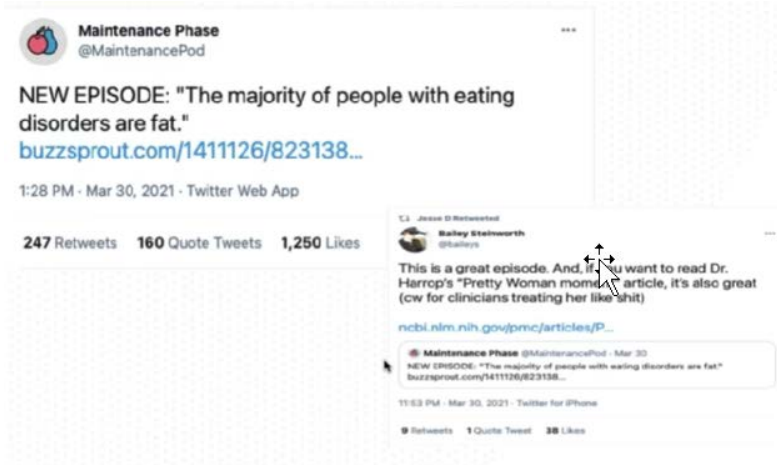 Maintenance Phase
@MaintenancePod
NEW EPISODE: "The majority of people with eating
disorders are fat."
buzzsprout.com/1411126/823138...
1:28 PM · Mar 30, 2021 · Twitter Web App
247 Retweets 160 Quote Tweets 1,250 Likes
Jesse D Retweeted
Bailey Steinworth
@baileys
This is a great episode. And, if you want to read Dr.
Harrop's "Pretty Woman moment" article, it's also great
(cw for clinicians treating her like shit)
ncbi.nlm.nih.gov/pmc/articles/P...
Maintenance Phase @MaintenancePod · Mar 30
NEW EPISODE: "The majority of people with eating disorders are fat."
buzzsprout.com/1411126/823138...
11:53 PM · Mar 30, 2021 · Twitter for iPhone
9 Retweets 1 Quote Tweet 38 Likes